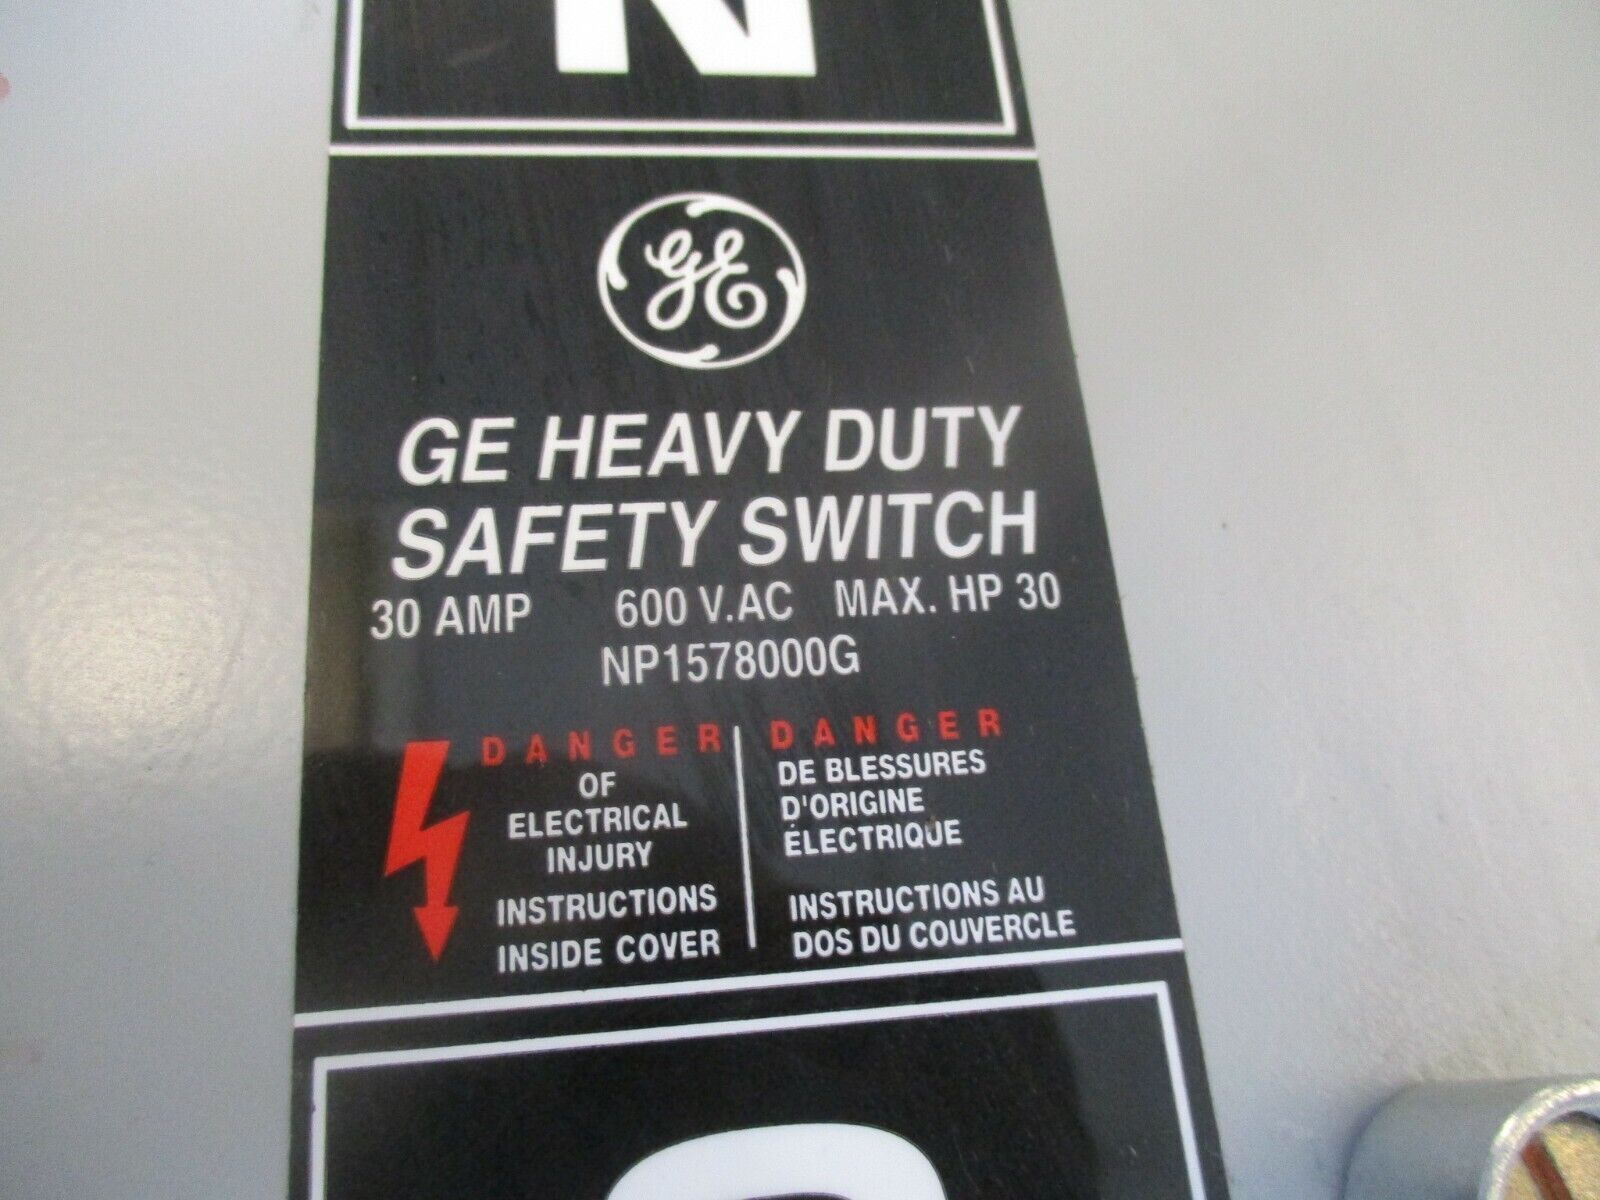 N
GE
GE HEAVY DUTY
SAFETY SWITCH
30 AMP 600 V.AC MAX. HP 30
NP1578000G
DANGER
OF
ELECTRICAL
INJURY
INSTRUCTIONS
INSIDE COVER
DANGER
DE BLESSURES
D'ORIGINE
ÉLECTRIQUE
INSTRUCTIONS AU
DOS DU COUVERCLE